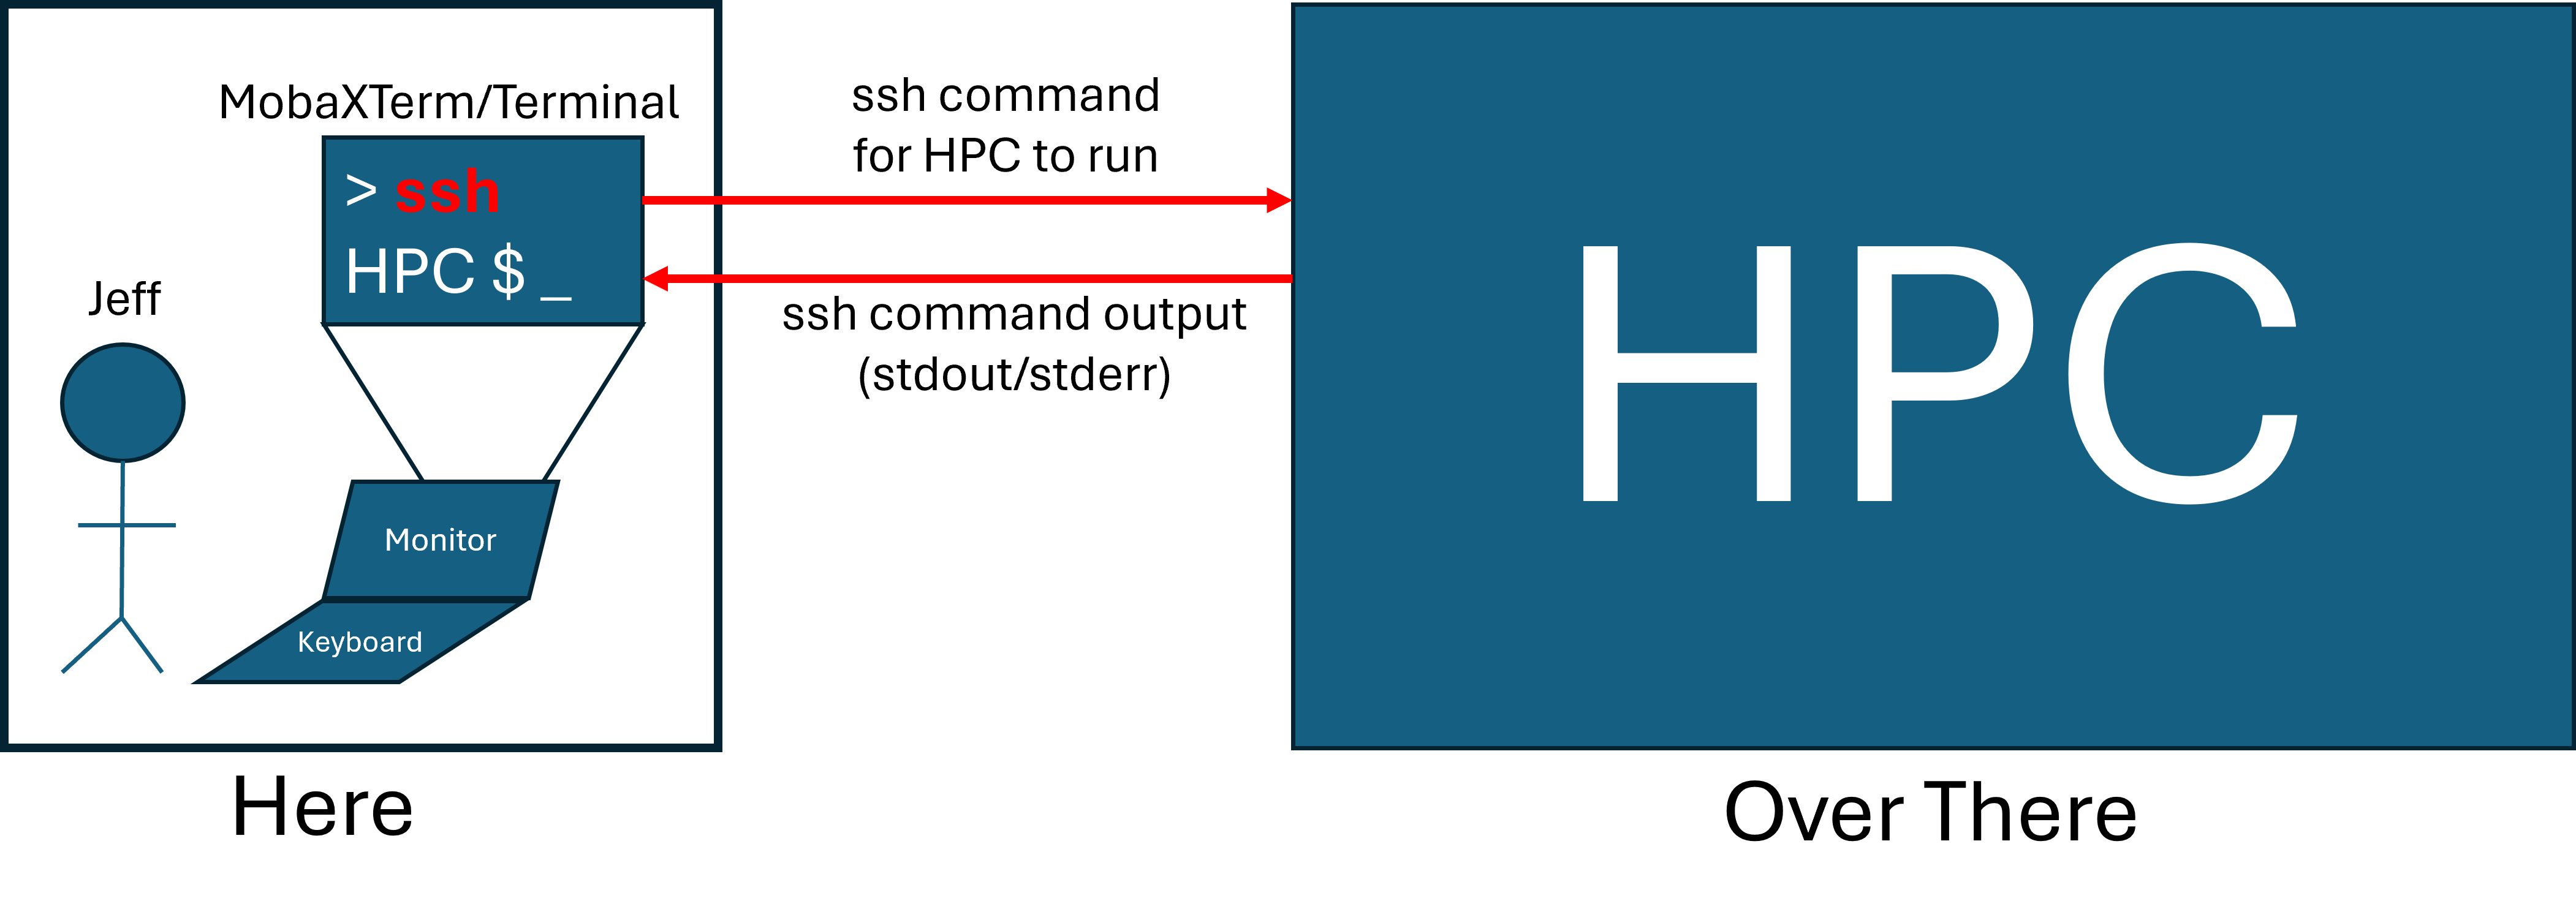 MobaXTerm/Terminal
> ssh
HPC $ _
Jeff
Monitor
Keyboard
Here
ssh command
for HPC to run
ssh command output
(stdout/stderr)
HPC
Over There